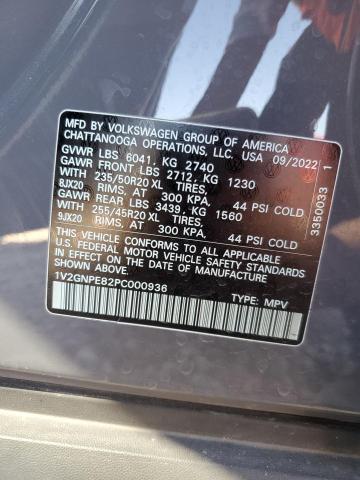 MFD BY VOLKSWAGEN GROUP OF AMERICA
CHATTANOOGA OPERATIONS, LLC. USA 09/2022
GVWR LBS 6041, KG 2740
GAWR FRONT LBS 2712, KG 1230
235/50R20 XL TIRES,
8JX20 RIMS, AT 300 KPA. 44 PSI COLD
GAWR REAR LBS 3439, KG 1560
255/45R20 XL TIRES,
9JX20 RIMS, AT 300 KPA. 44 PSI COLD
THIS VEHICLE CONFORMS TO ALL APPLICABLE
U.S. FEDERAL MOTOR VEHICLE SAFETY STANDARDS
IN EFFECT ON THE DATE OF MANUFACTURE SHOWN ABOVE
1V2GNPE82PC000936 TYPE: MPV
3350033 1